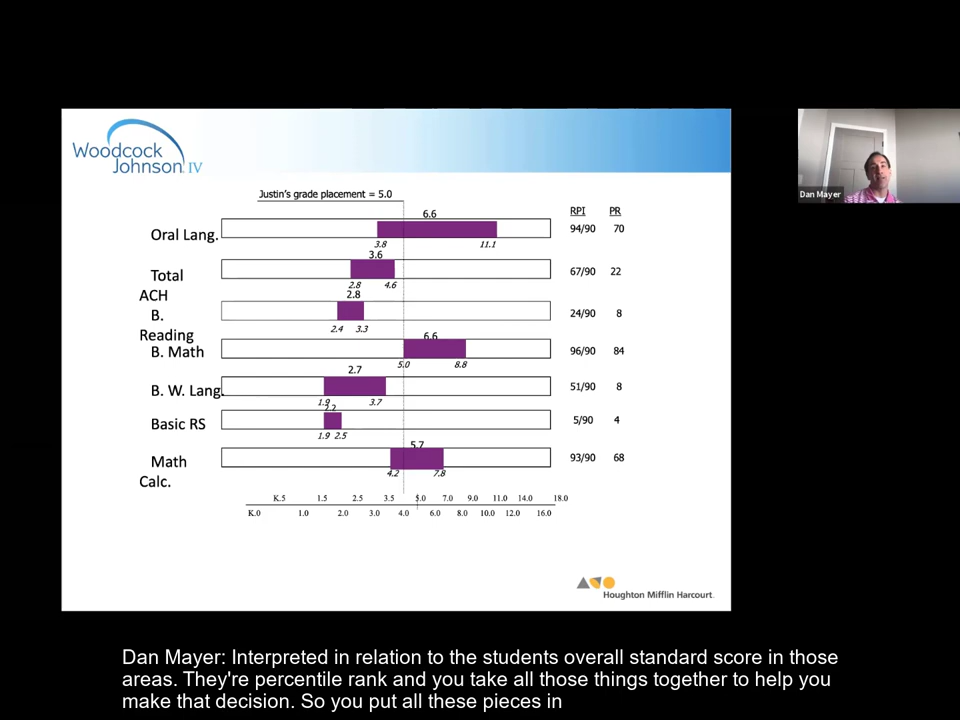 Woodcock
Johnson IV
Dan Mayer
Justin's grade placement = 5.0
RPI PR
6.6
Oral Lang. 94/90 70
3.8 11.1
3.6
Total 67/90 22
2.8 4.6
ACH 2.8
B. 24/90 8
2.4 3.3
Reading 6.6
B. Math 96/90 84
5.0 8.8
2.7
B. W. Lang. 51/90 8
1.9 3.7
2.2
Basic RS 5/90 4
1.9 2.5
5.7
Math 93/90 68
4.2 7.8
Calc.
K.5 1.5 2.5 3.5 5.0 7.0 9.0 11.0 14.0 18.0
K.0 1.0 2.0 3.0 4.0 6.0 8.0 10.0 12.0 16.0
Houghton Mifflin Harcourt.
Dan Mayer: Interpreted in relation to the students overall standard score in those
areas. They're percentile rank and you take all those things together to help you
make that decision. So you put all these pieces in